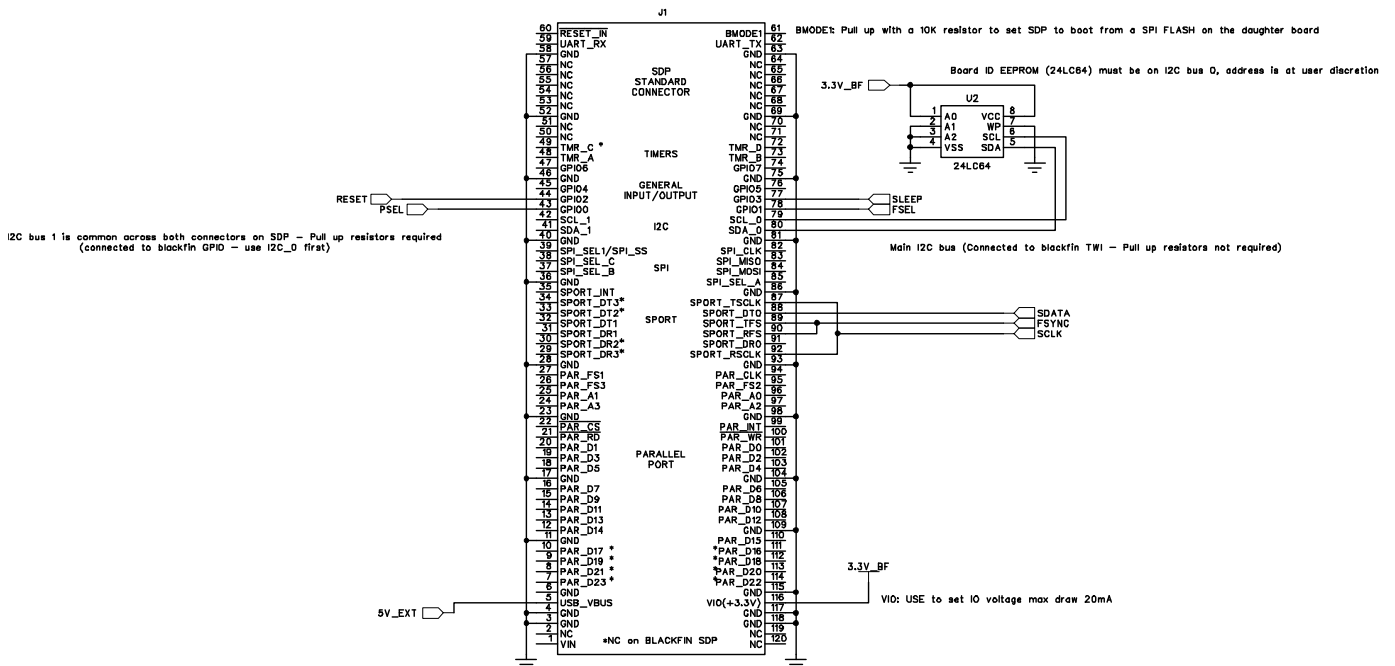 J1
60 RESET_IN BMODE1 61
BMODE1: Pull up with a 10K resistor to set SDP to boot from a SPI FLASH on the daughter board
59 UART_RX UART_TX 62
58 GND GND 63
57 NC NC 64
56 NC NC 65
55 NC NC 66
54 NC NC 67
53 NC NC 68
52 GND GND 69
51 NC NC 70
50 NC NC 71
49 TMR_C * TMR_D 72
48 TMR_A TMR_B 73
47 GPIO6 GPIO7 74
46 GND GND 75
45 GPIO4 GPIO5 76
44 GPIO2 GPIO3 77
43 GPIO0 GPIO1 78
42 SCL_1 SCL_0 79
41 SDA_1 SDA_0 80
40 GND GND 81
39 SPI_SEL1/SPI_SS SPI_CLK 82
38 SPI_SEL_C SPI_MISO 83
37 SPI_SEL_B SPI_MOSI 84
36 GND SPI_SEL_A 85
35 SPORT_INT GND 86
34 SPORT_DT3* SPORT_TSCLK 87
33 SPORT_DT2* SPORT_DT0 88
32 SPORT_DT1 SPORT_TFS 89
31 SPORT_DR1 SPORT_RFS 90
30 SPORT_DR2* SPORT_DR0 91
29 SPORT_DR3* SPORT_RSCLK 92
28 GND GND 93
27 PAR_FS1 PAR_CLK 94
26 PAR_FS3 PAR_FS2 95
25 PAR_A1 PAR_A0 96
24 PAR_A3 PAR_A2 97
23 GND GND 98
22 PAR_CS PAR_INT 99
21 PAR_RD PAR_WR 100
20 PAR_D1 PAR_D0 101
19 PAR_D3 PAR_D2 102
18 PAR_D5 PAR_D4 103
17 GND GND 104
16 PAR_D7 PAR_D6 105
15 PAR_D9 PAR_D8 106
14 PAR_D11 PAR_D10 107
13 PAR_D13 PAR_D12 108
12 PAR_D14 GND 109
11 GND PAR_D15 110
10 PAR_D17 * *PAR_D16 111
9 PAR_D19 * *PAR_D18 112
8 PAR_D21 * *PAR_D20 113
7 PAR_D23 * *PAR_D22 114
6 GND GND 115
5 USB_VBUS VIO(+3.3V) 116
4 GND GND 117
3 GND GND 118
2 NC NC 119
1 VIN NC 120
*NC on BLACKFIN SDP
SDP
STANDARD
CONNECTOR
TIMERS
GENERAL
INPUT/OUTPUT
I2C
SPI
SPORT
PARALLEL
PORT
RESET
PSEL
I2C bus 1 is common across both connectors on SDP – Pull up resistors required
(connected to blackfin GPIO – use I2C_0 first)
5V_EXT
Board ID EEPROM (24LC64) must be on I2C bus 0, address is at user discretion
3.3V_BF
U2
1 A0 VCC 8
2 A1 WP 7
3 A2 SCL 6
4 VSS SDA 5
24LC64
SLEEP
FSEL
Main I2C bus (Connected to blackfin TWI – Pull up resistors not required)
SDATA
FSYNC
SCLK
3.3V_BF
VIO: USE to set IO voltage max draw 20mA